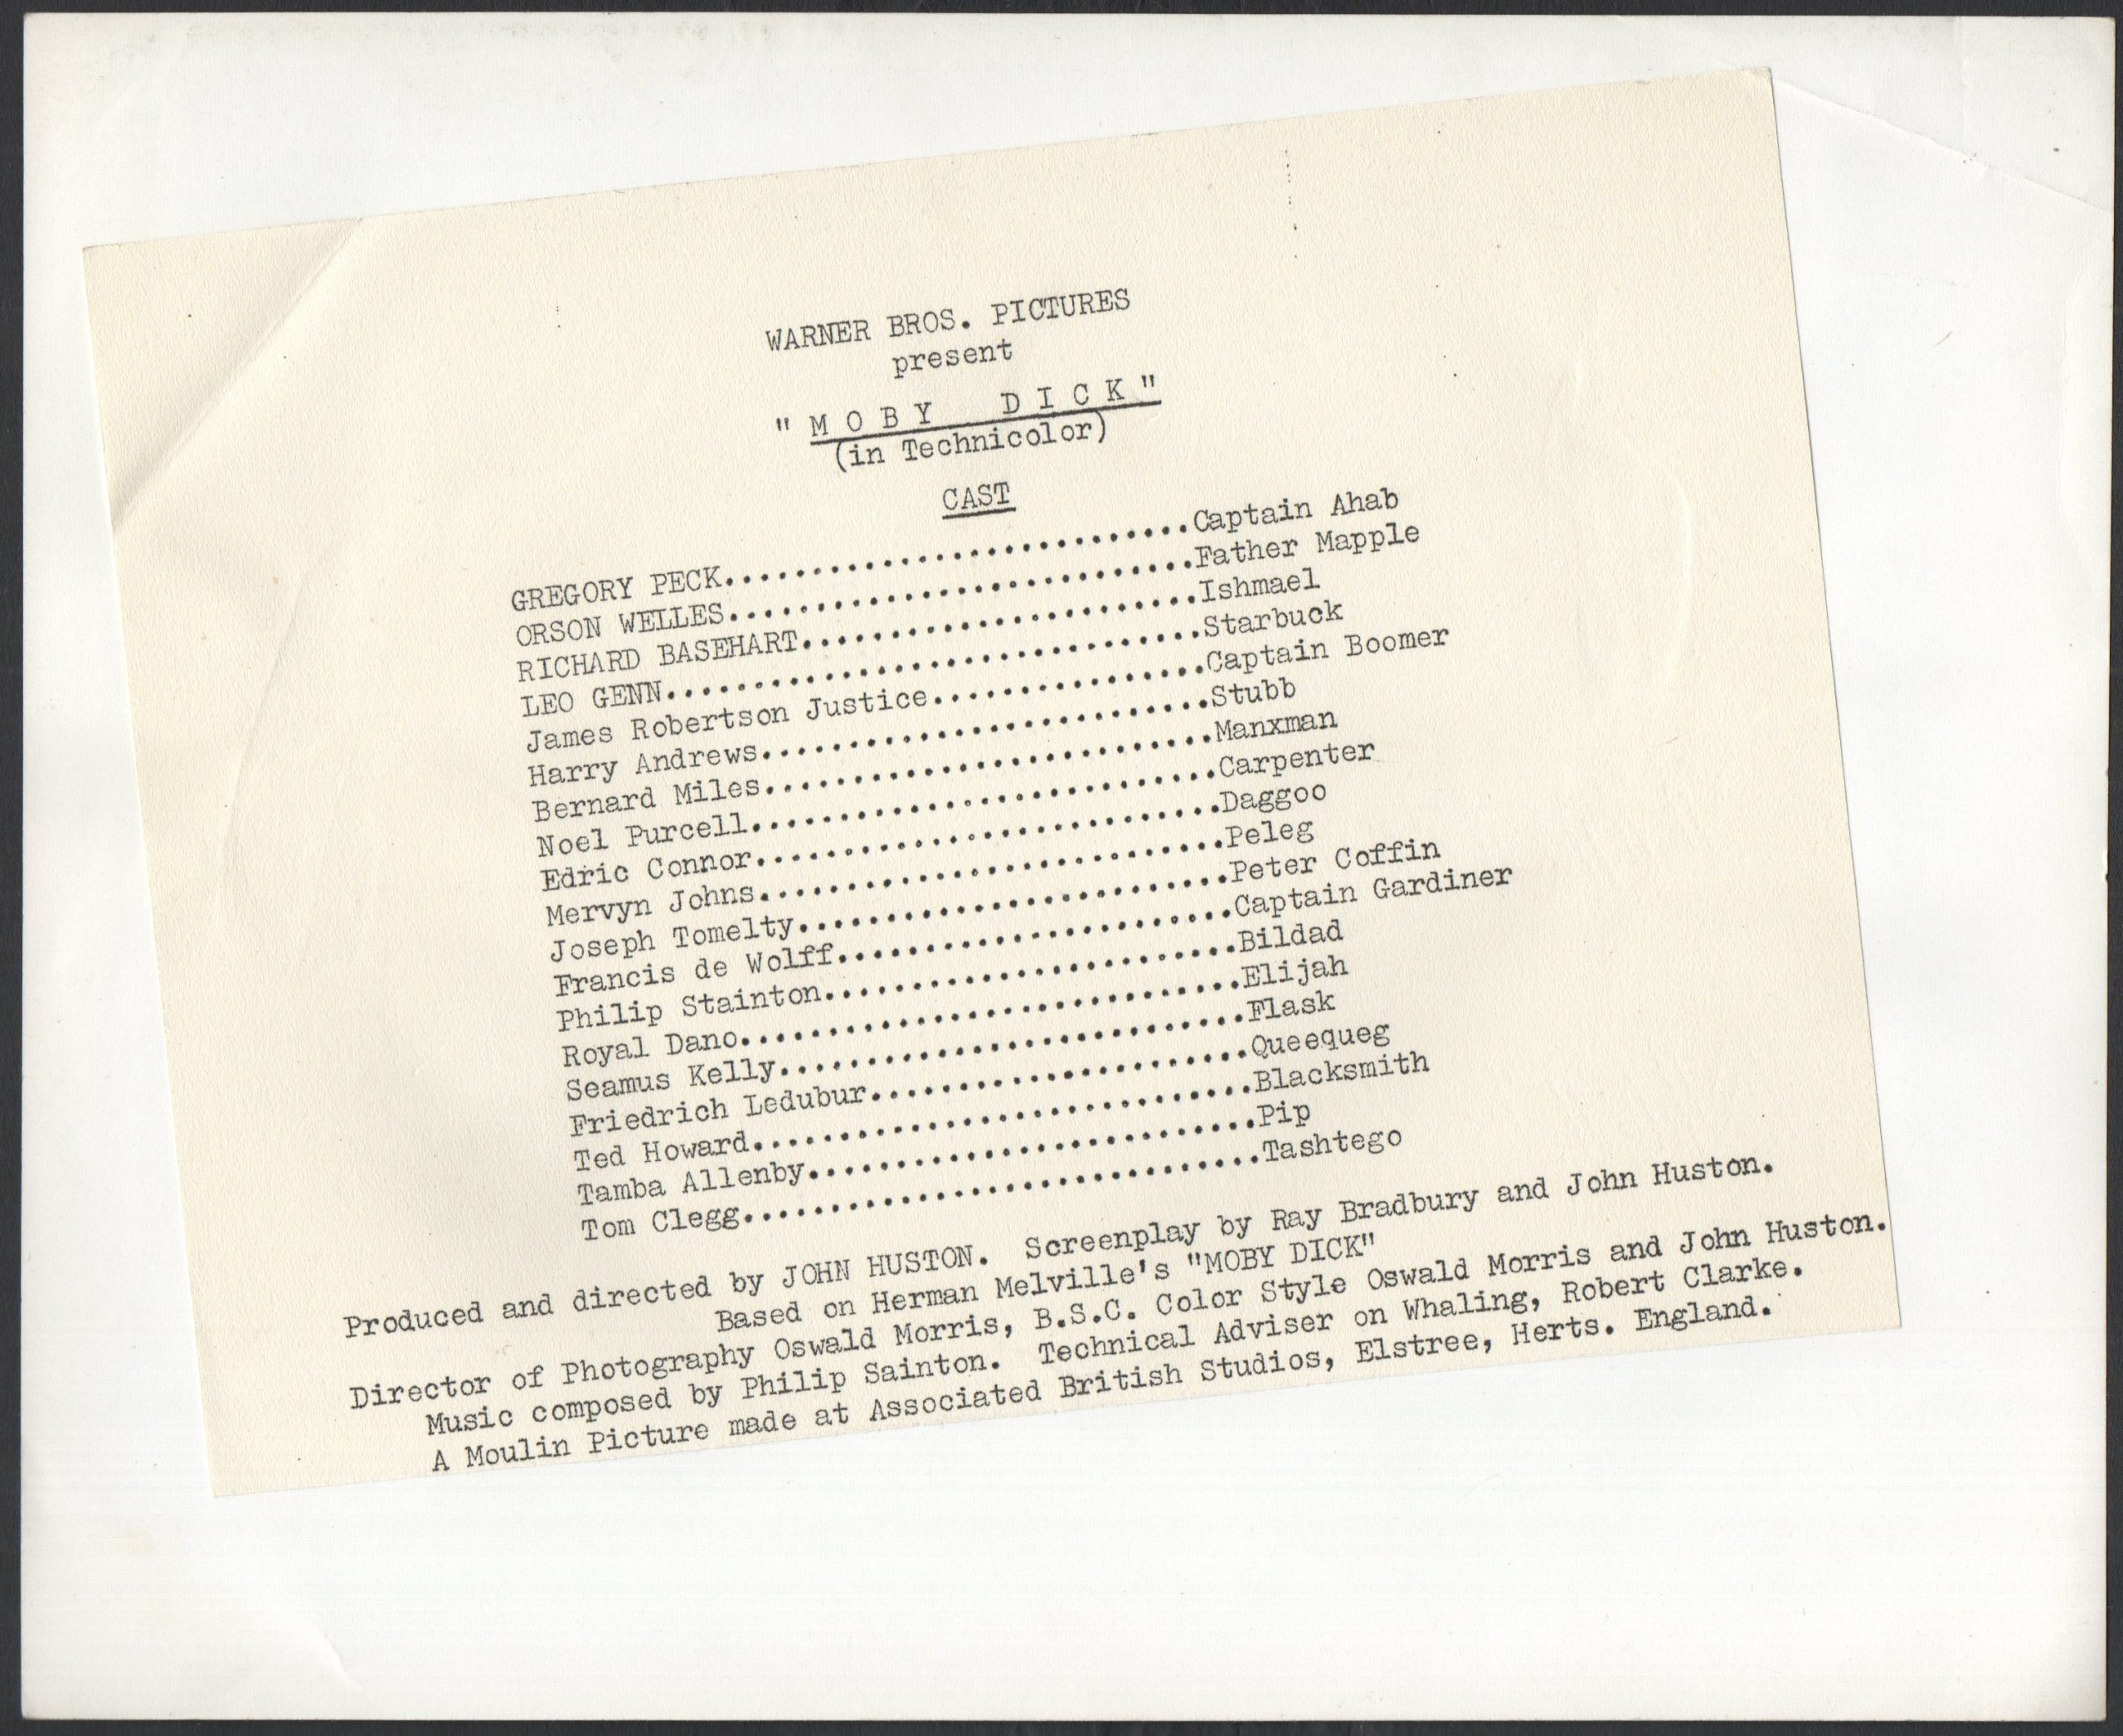 WARNER BROS. PICTURES
present
"M O B Y   D I C K"
(in Technicolor)
CAST
GREGORY PECK...........................Captain Ahab
ORSON WELLES...........................Father Mapple
RICHARD BASEHART.......................Ishmael
LEO GENN...............................Starbuck
James Robertson Justice................Captain Boomer
Harry Andrews..........................Stubb
Bernard Miles..........................Manxman
Noel Purcell...........................Carpenter
Edric Connor...........................Daggoo
Mervyn Johns...........................Peleg
Joseph Tomelty.........................Peter Coffin
Francis de Wolff.......................Captain Gardiner
Philip Stainton........................Bildad
Royal Dano.............................Elijah
Seamus Kelly...........................Flask
Friedrich Ledubur......................Queequeg
Ted Howard.............................Blacksmith
Tamba Allenby..........................Pip
Tom Clegg..............................Tashtego
Produced and directed by JOHN HUSTON.  Screenplay by Ray Bradbury and John Huston.
Based on Herman Melville's "MOBY DICK"
Director of Photography Oswald Morris, B.S.C. Color Style Oswald Morris and John Huston.
Music composed by Philip Sainton.  Technical Adviser on Whaling, Robert Clarke.
A Moulin Picture made at Associated British Studios, Elstree, Herts. England.